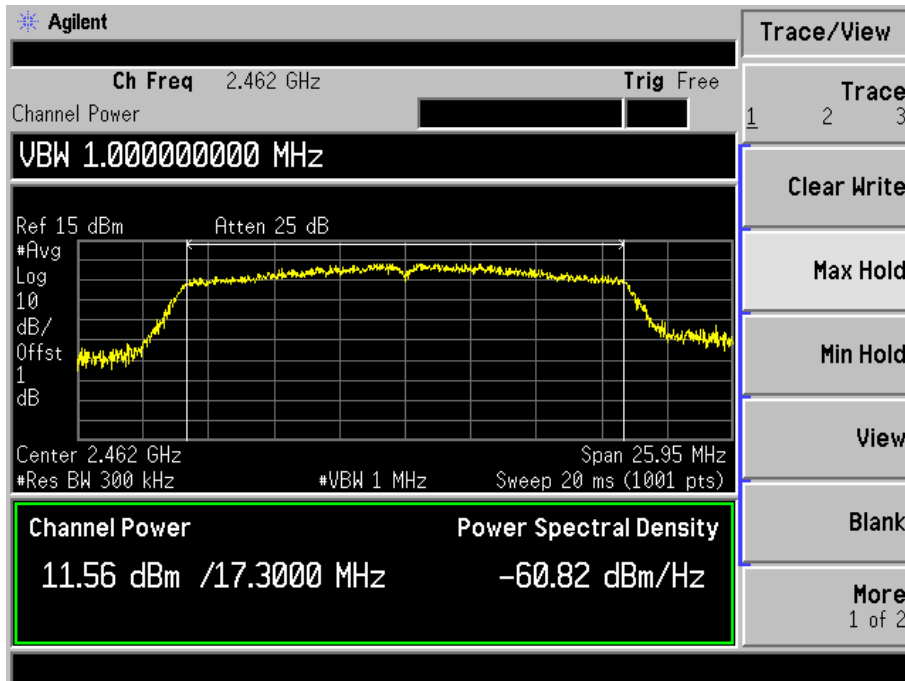 Agilent
Trace/View
Ch Freq 2.462 GHz Trig Free
Channel Power
Trace
1 2 3
VBW 1.000000000 MHz
Clear Write
Ref 15 dBm Atten 25 dB
#Avg
Log
10
dB/
Offst
1
dB
Max Hold
Min Hold
View
Center 2.462 GHz Span 25.95 MHz
#Res BW 300 kHz #VBW 1 MHz Sweep 20 ms (1001 pts)
Channel Power Power Spectral Density
11.56 dBm /17.3000 MHz -60.82 dBm/Hz
Blank
More
1 of 2